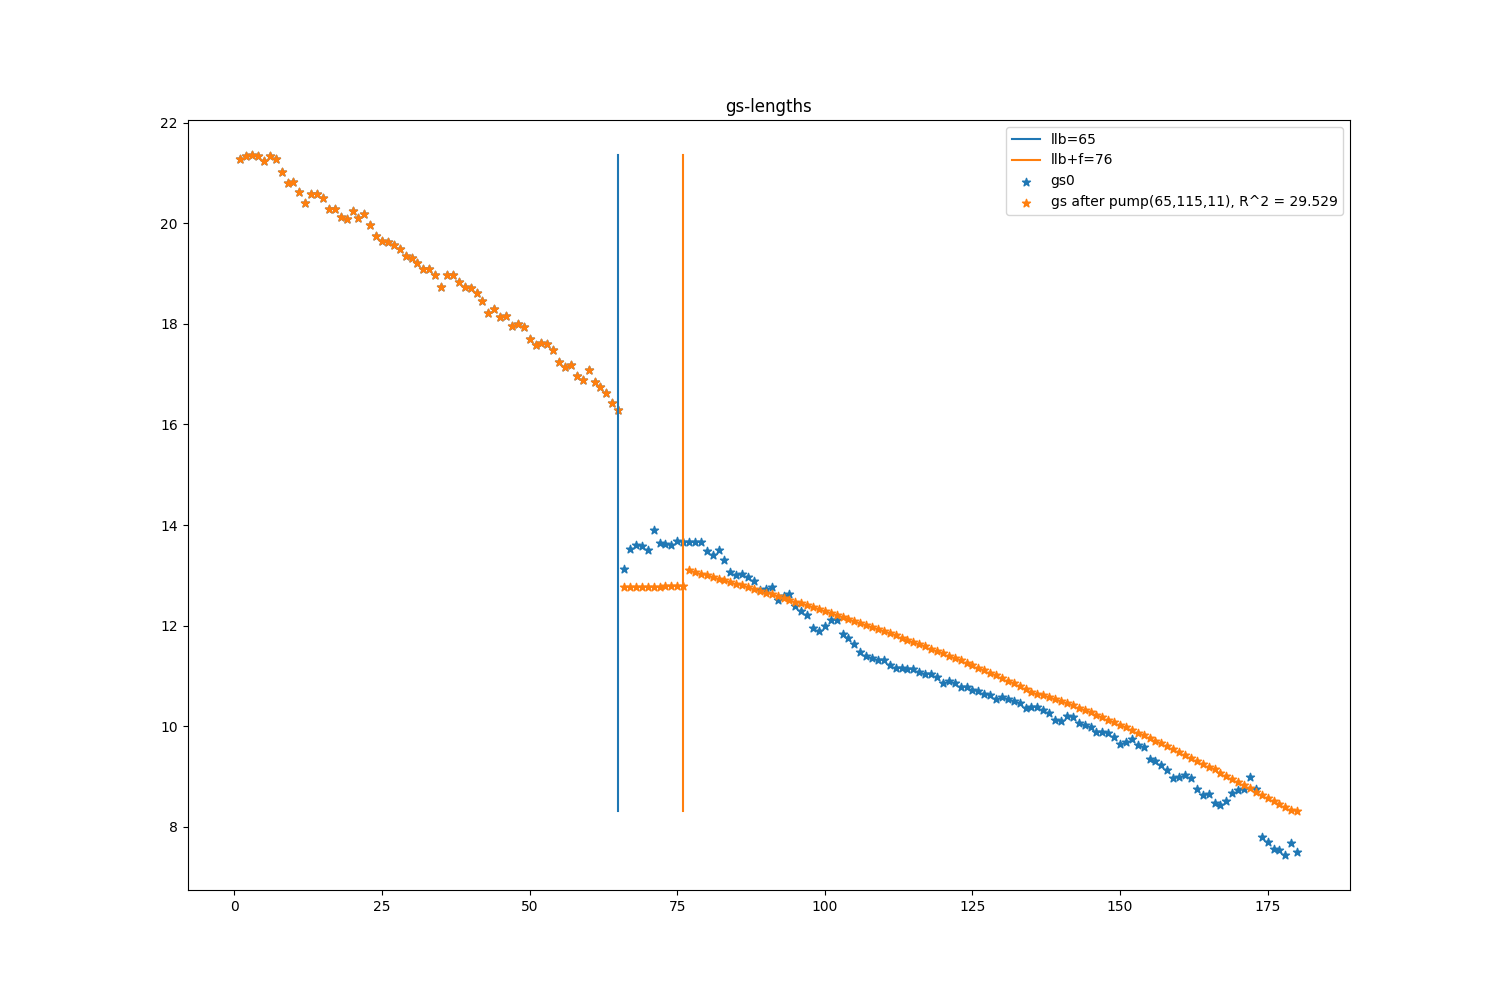 gs-lengths
llb=65
llb+f=76
gs0
gs after pump(65,115,11), R^2 = 29.529
22
20
18
16
14
12
10
8
0 25 50 75 100 125 150 175